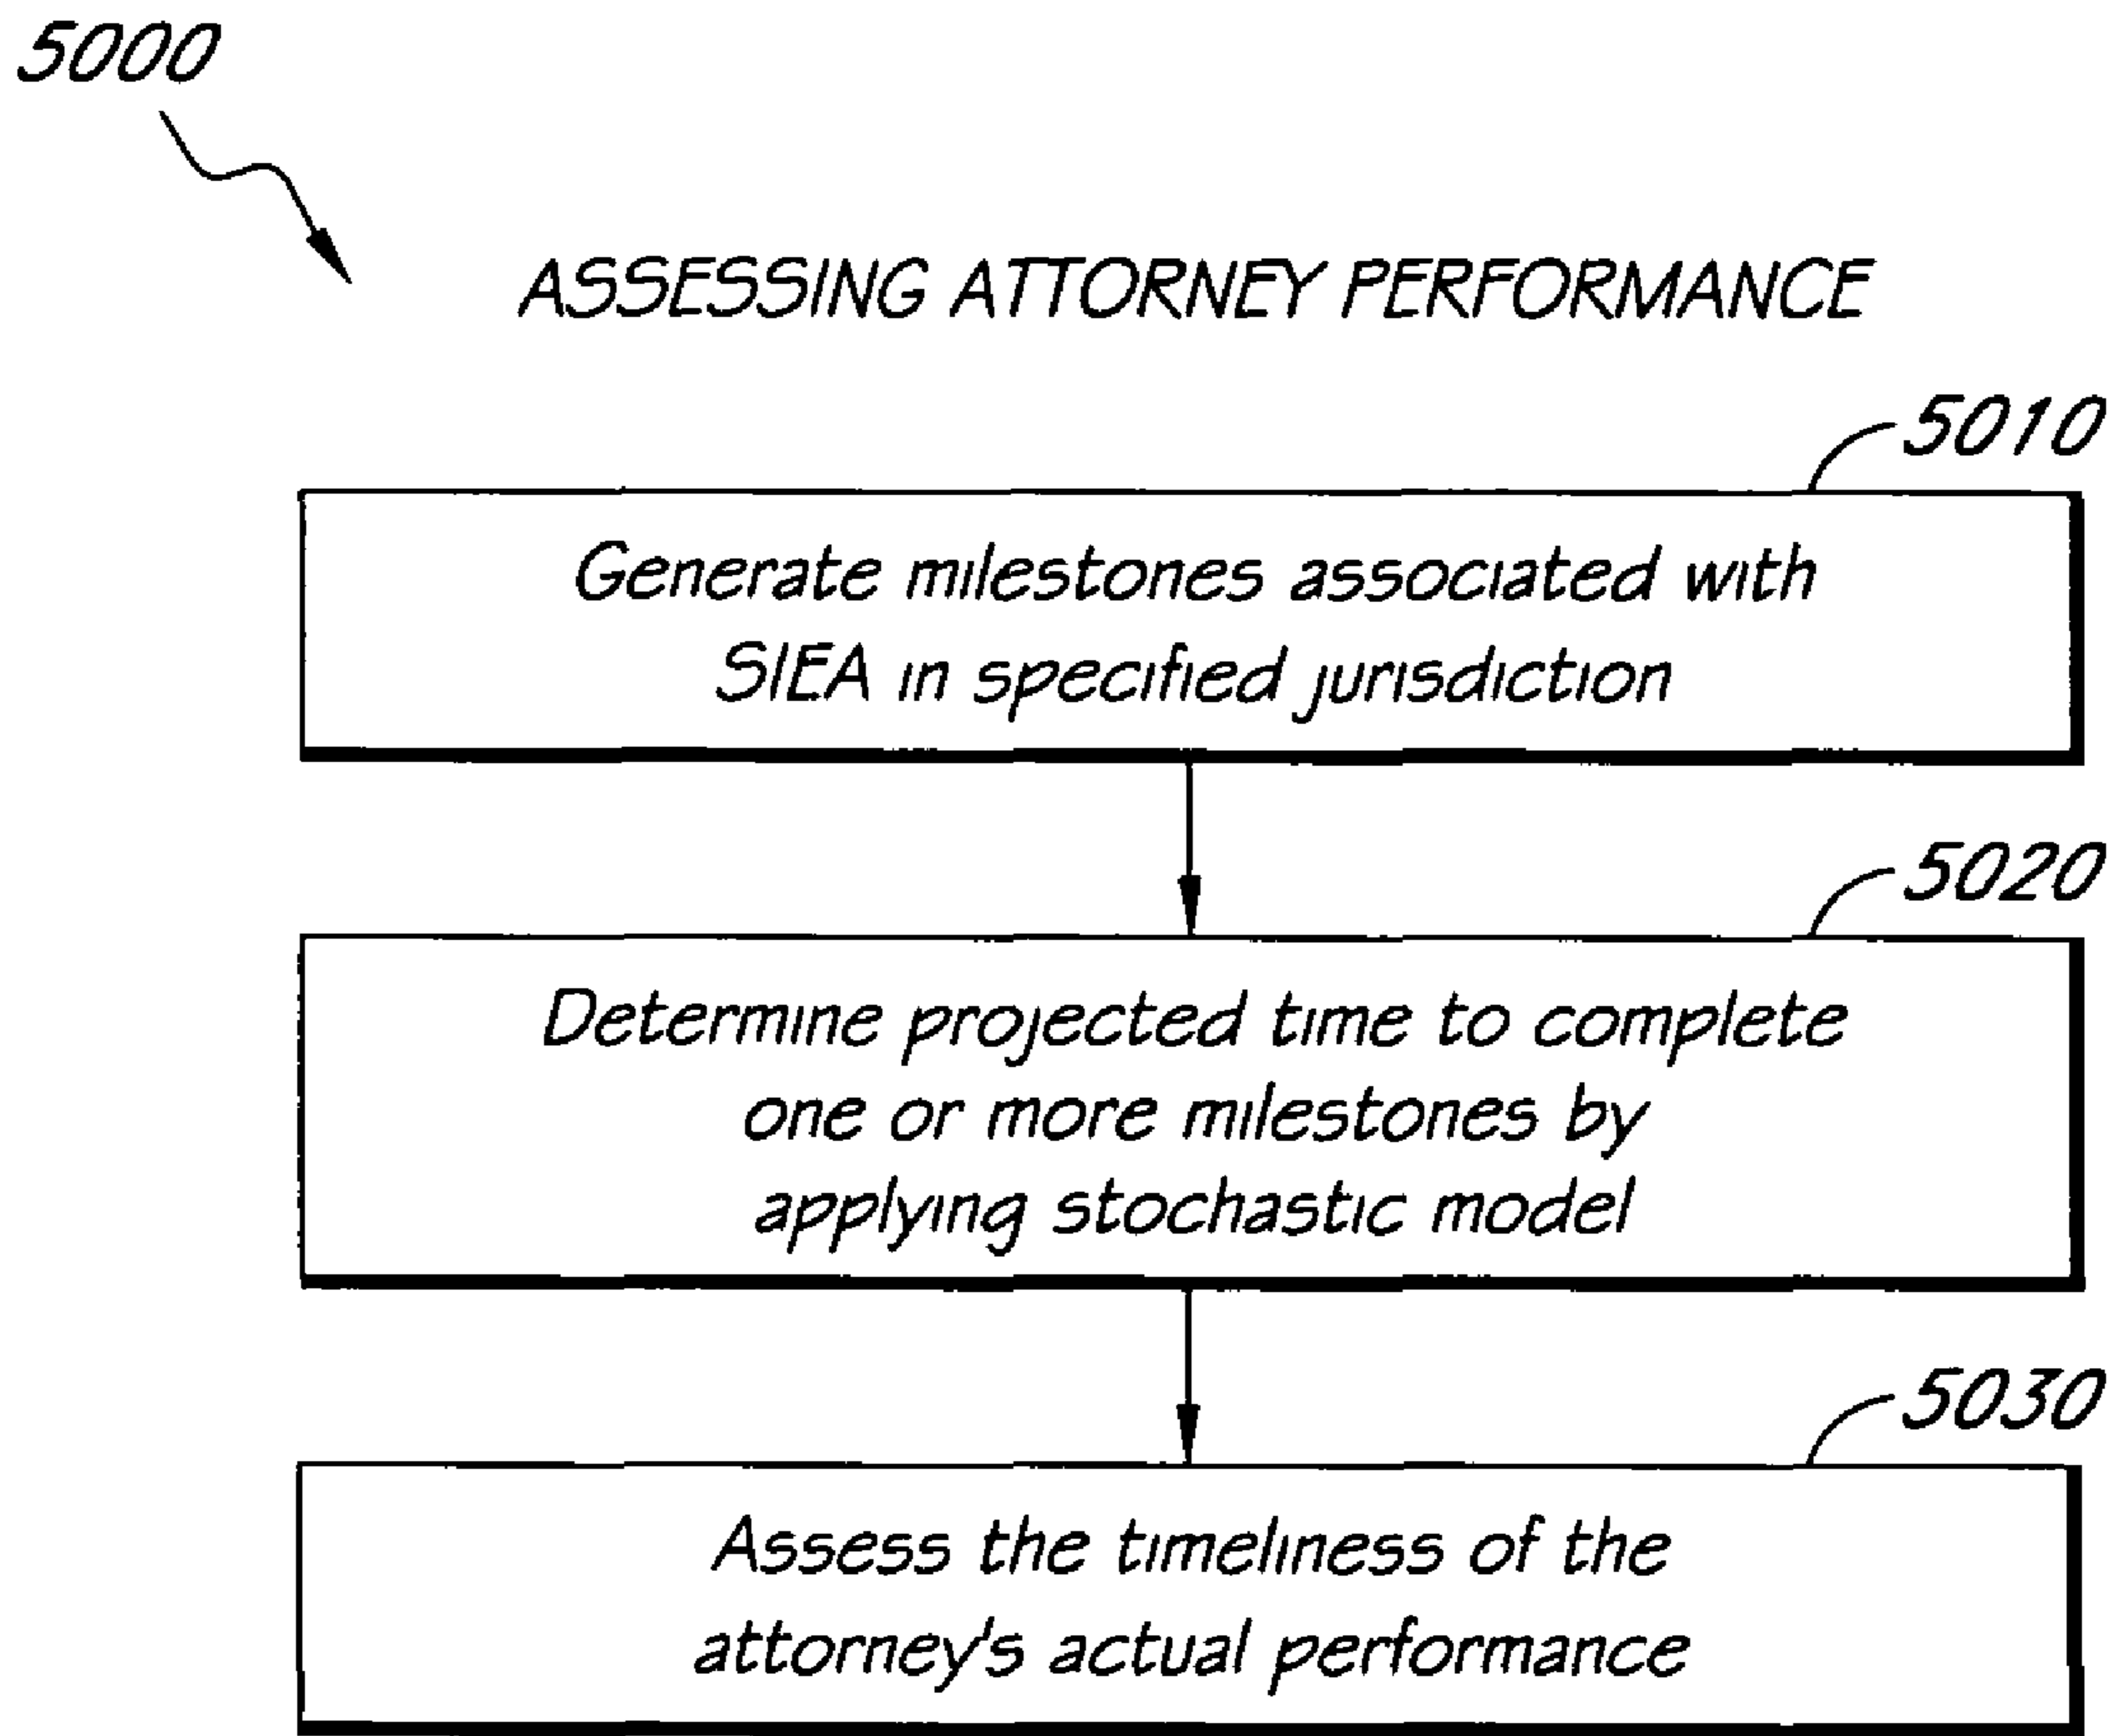 5000
ASSESSING ATTORNEY PERFORMANCE
5010
Generate milestones associated with
SIEA in specified jurisdiction
5020
Determine projected time to complete
one or more milestones by
applying stochastic model
5030
Assess the timeliness of the
attorney's actual performance